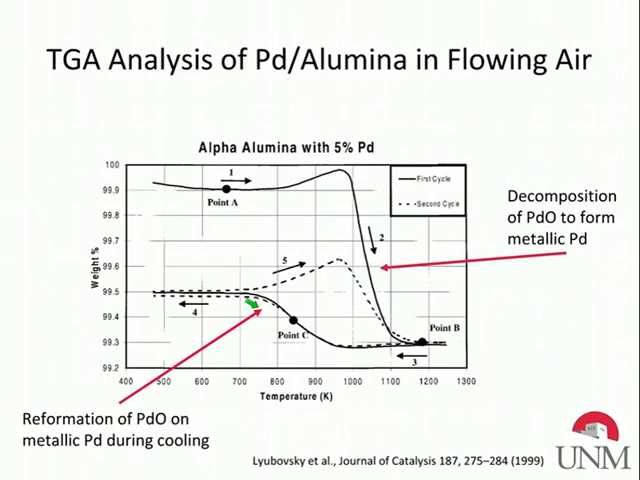 TGA Analysis of Pd/Alumina in Flowing Air
Alpha Alumina with 5% Pd
100
99.9
99.8
99.7
99.6
99.5
99.4
99.3
99.2
Weight %
400 500 600 700 800 900 1000 1100 1200 1300
Temperature (K)
First Cycle
Second Cycle
1
Point A
2
5
4
Point C
Point B
3
Decomposition
of PdO to form
metallic Pd
Reformation of PdO on
metallic Pd during cooling
Lyubovsky et al., Journal of Catalysis 187, 275–284 (1999)
UNM